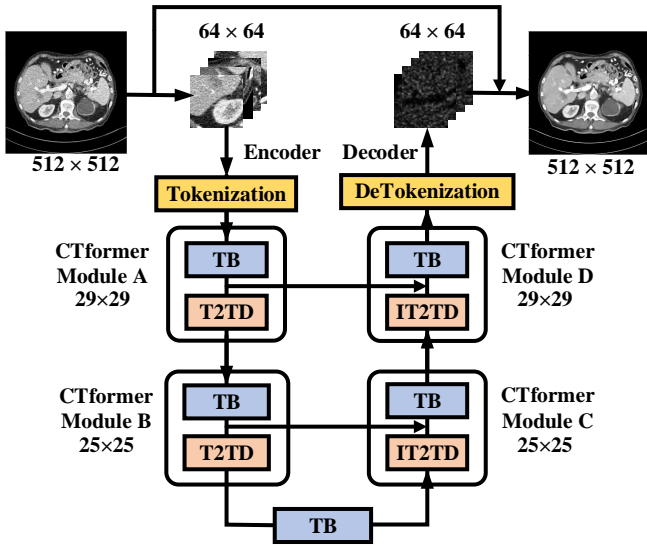 64 × 64
64 × 64
512 × 512
Encoder
Decoder
512 × 512
Tokenization
DeTokenization
CTformer
Module A
29×29
TB
T2TD
TB
IT2TD
CTformer
Module D
29×29
CTformer
Module B
25×25
TB
T2TD
TB
IT2TD
CTformer
Module C
25×25
TB